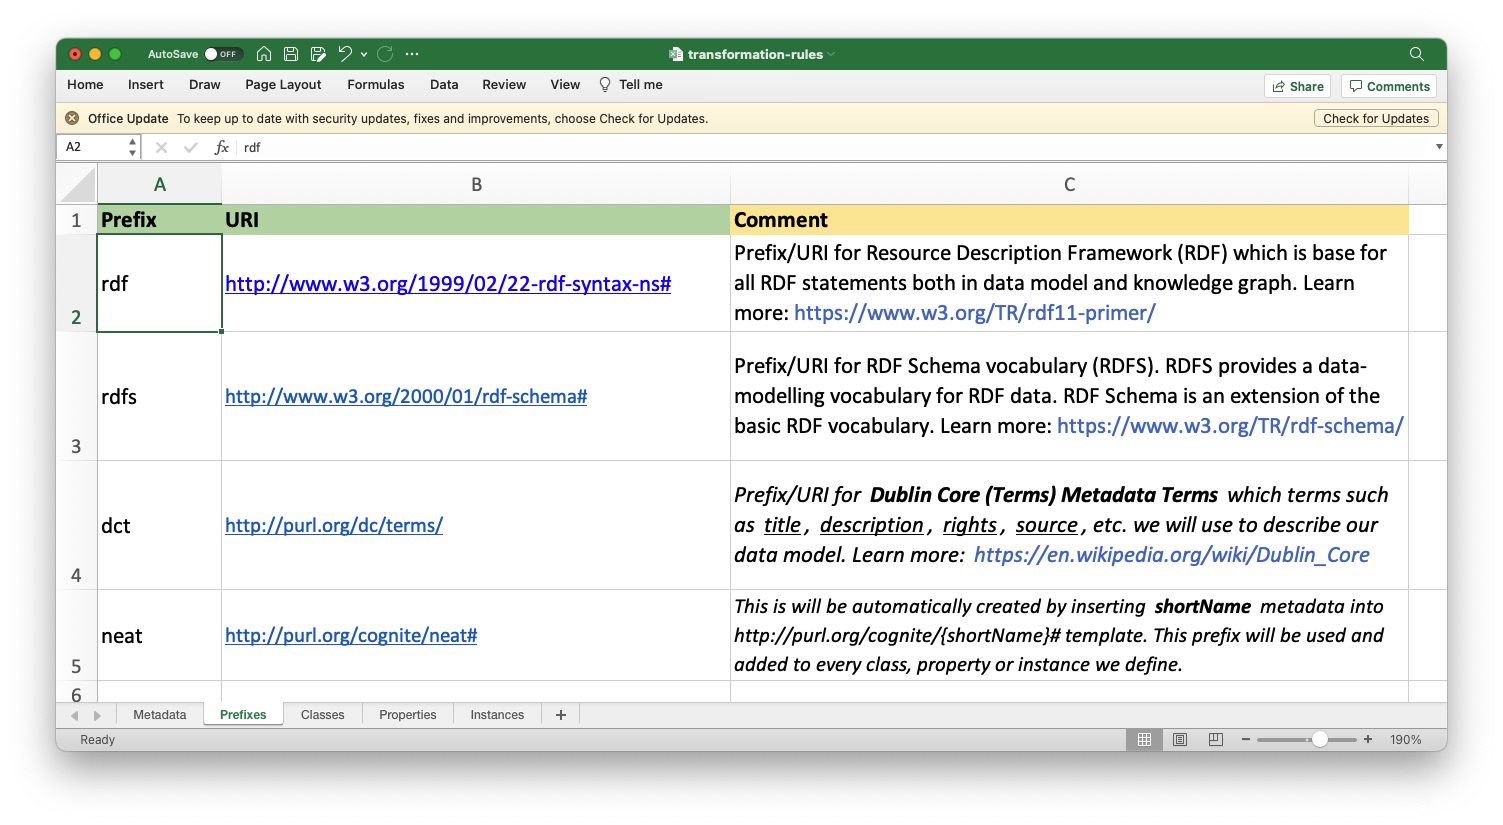 AutoSave OFF transformation-rules
Home Insert Draw Page Layout Formulas Data Review View Tell me Share Comments
Office Update To keep up to date with security updates, fixes and improvements, choose Check for Updates. Check for Updates
A2 fx rdf
A B C
1 Prefix URI Comment
Prefix/URI for Resource Description Framework (RDF) which is base for
rdf http://www.w3.org/1999/02/22-rdf-syntax-ns# all RDF statements both in data model and knowledge graph. Learn
2 more: https://www.w3.org/TR/rdf11-primer/
Prefix/URI for RDF Schema vocabulary (RDFS). RDFS provides a data-
rdfs http://www.w3.org/2000/01/rdf-schema# modelling vocabulary for RDF data. RDF Schema is an extension of the
basic RDF vocabulary. Learn more: https://www.w3.org/TR/rdf-schema/
3
Prefix/URI for Dublin Core (Terms) Metadata Terms which terms such
dct http://purl.org/dc/terms/ as title, description, rights, source, etc. we will use to describe our
data model. Learn more: https://en.wikipedia.org/wiki/Dublin_Core
4
This is will be automatically created by inserting shortName metadata into
neat http://purl.org/cognite/neat# http://purl.org/cognite/{shortName}# template. This prefix will be used and
5 added to every class, property or instance we define.
6
Metadata Prefixes Classes Properties Instances +
Ready 190%